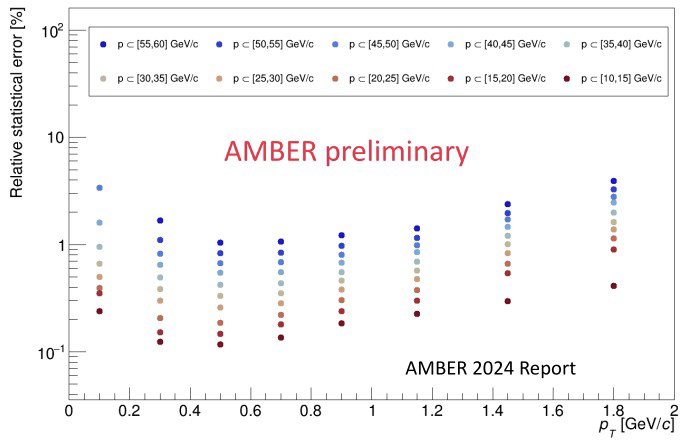 Relative statistical error [%]
10²
10
1
10⁻¹
p ⊂ [55,60] GeV/c p ⊂ [50,55] GeV/c p ⊂ [45,50] GeV/c p ⊂ [40,45] GeV/c p ⊂ [35,40] GeV/c
p ⊂ [30,35] GeV/c p ⊂ [25,30] GeV/c p ⊂ [20,25] GeV/c p ⊂ [15,20] GeV/c p ⊂ [10,15] GeV/c
AMBER preliminary
AMBER 2024 Report
0 0.2 0.4 0.6 0.8 1 1.2 1.4 1.6 1.8 2
p_T [GeV/c]